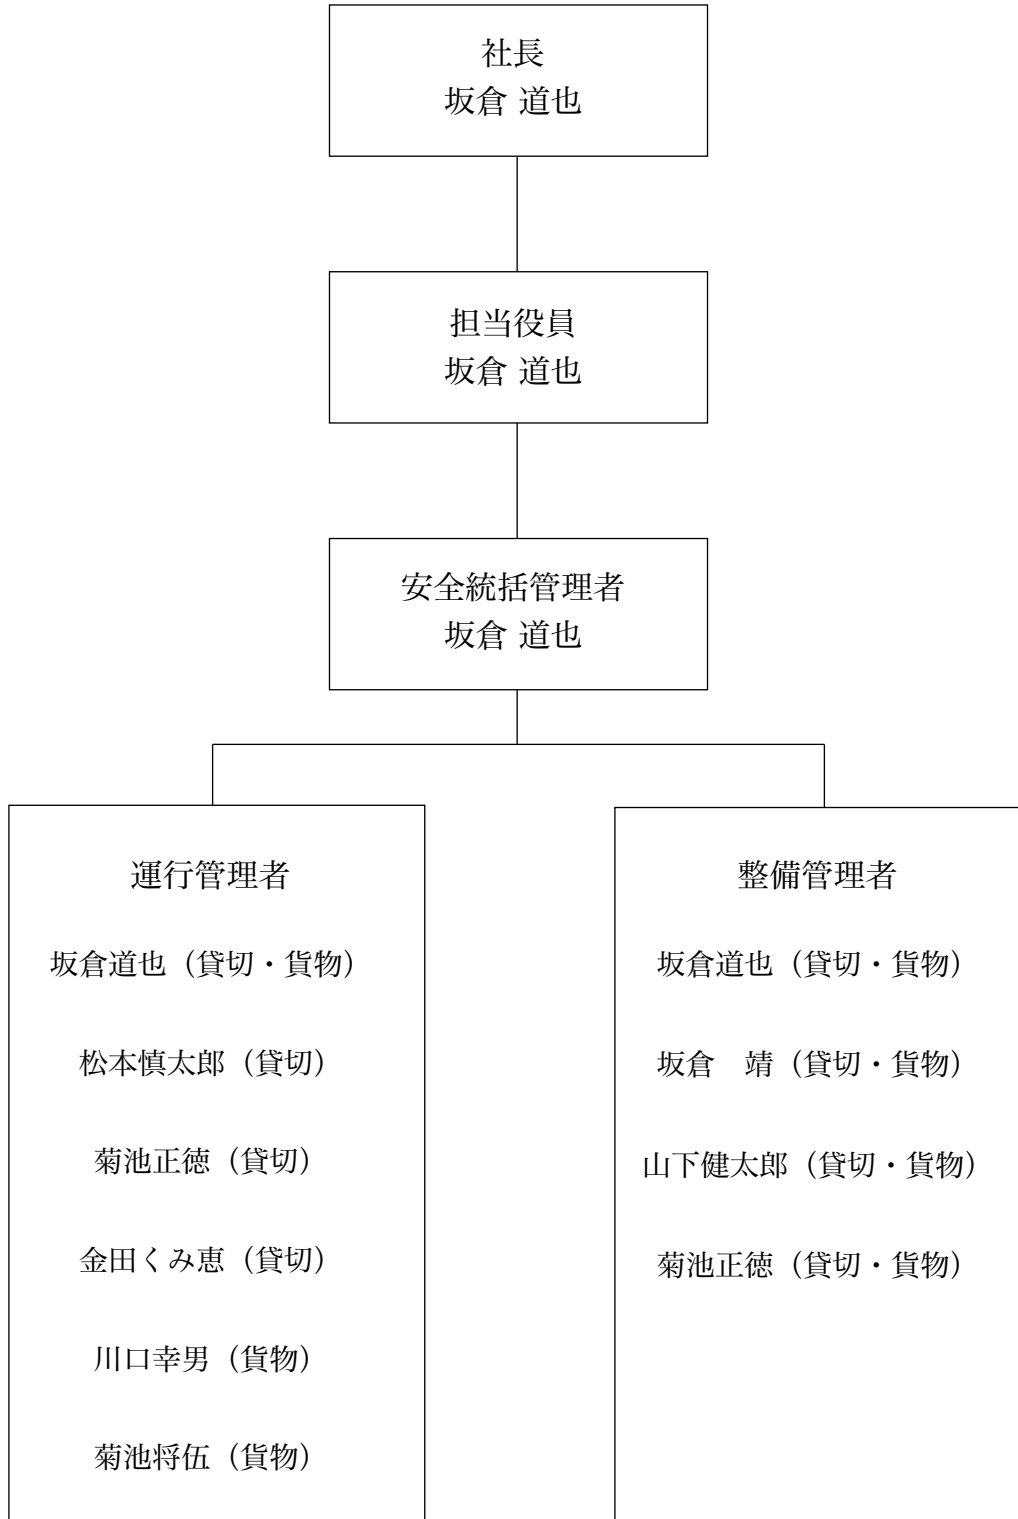 社長
坂倉 道也
担当役員
坂倉 道也
安全統括管理者
坂倉 道也
運行管理者
坂倉道也（貸切・貨物）
松本慎太郎（貸切）
菊池正徳（貸切）
金田くみ恵（貸切）
川口幸男（貨物）
菊池将伍（貨物）
整備管理者
坂倉道也（貸切・貨物）
坂倉　靖（貸切・貨物）
山下健太郎（貸切・貨物）
菊池正徳（貸切・貨物）